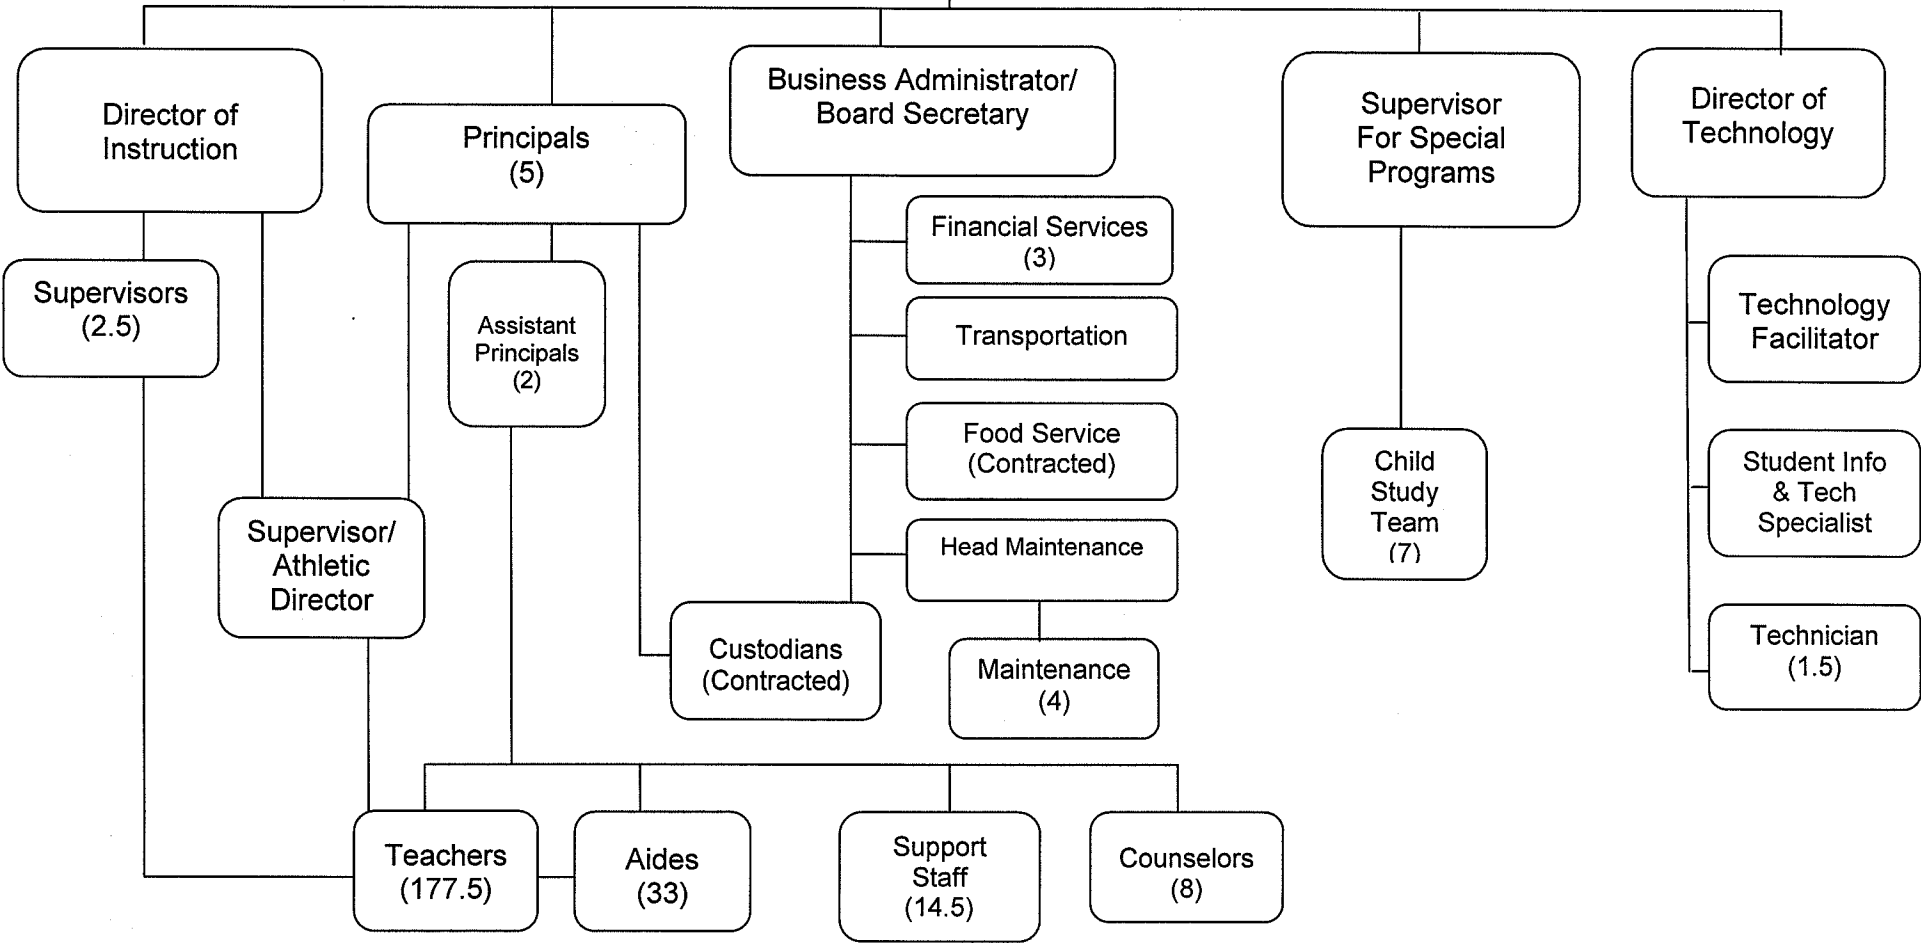 Director of
Instruction
Principals
(5)
Business Administrator/
Board Secretary
Supervisor
For Special
Programs
Director of
Technology
Supervisors
(2.5)
Assistant
Principals
(2)
Financial Services
(3)
Transportation
Food Service
(Contracted)
Head Maintenance
Maintenance
(4)
Custodians
(Contracted)
Supervisor/
Athletic
Director
Child
Study
Team
(7)
Technology
Facilitator
Student Info
& Tech
Specialist
Technician
(1.5)
Teachers
(177.5)
Aides
(33)
Support
Staff
(14.5)
Counselors
(8)